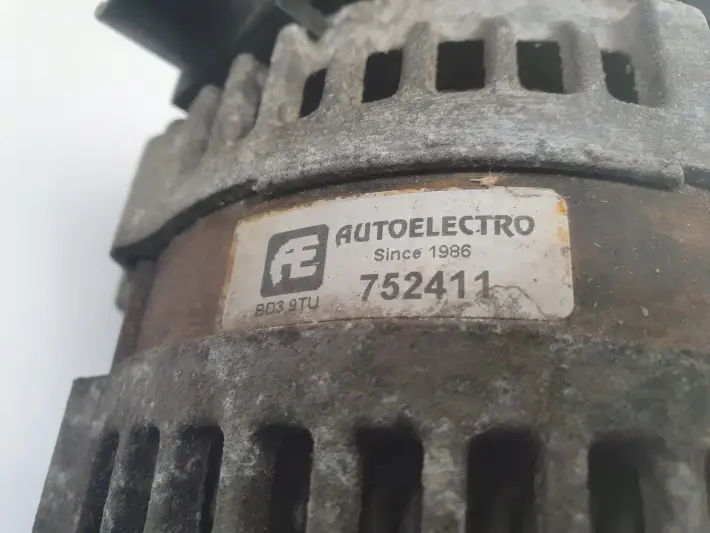 AE
AUTOELECTRO
Since 1986
752411
BD3 9TU